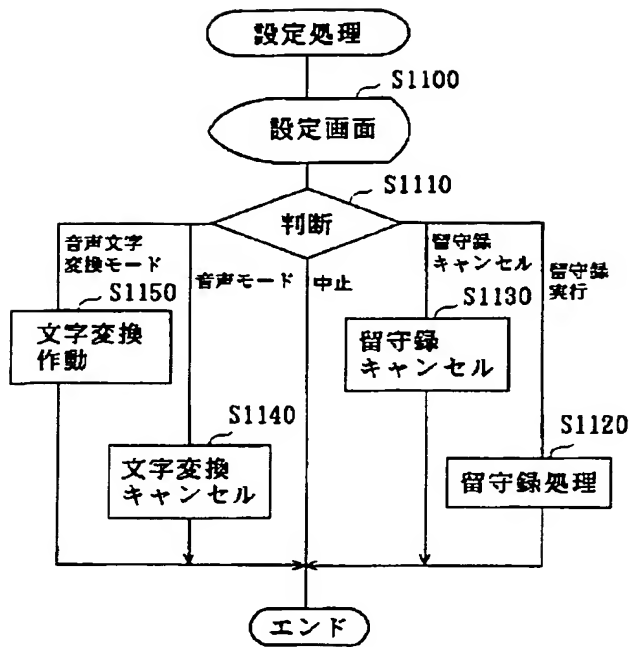 設定処理
S1100
設定画面
S1110
判断
音声文字
変換モード
音声モード
中止
留守録
キャンセル
留守録
実行
S1150
文字変換
作動
S1130
留守録
キャンセル
S1140
文字変換
キャンセル
S1120
留守録処理
エンド